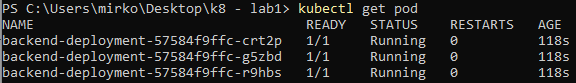 PS C:\Users\mirko\Desktop\k8 - lab1> kubectl get pod
NAME READY STATUS RESTARTS AGE
backend-deployment-57584f9ffc-crt2p 1/1 Running 0 118s
backend-deployment-57584f9ffc-g5zbd 1/1 Running 0 118s
backend-deployment-57584f9ffc-r9hbs 1/1 Running 0 118s